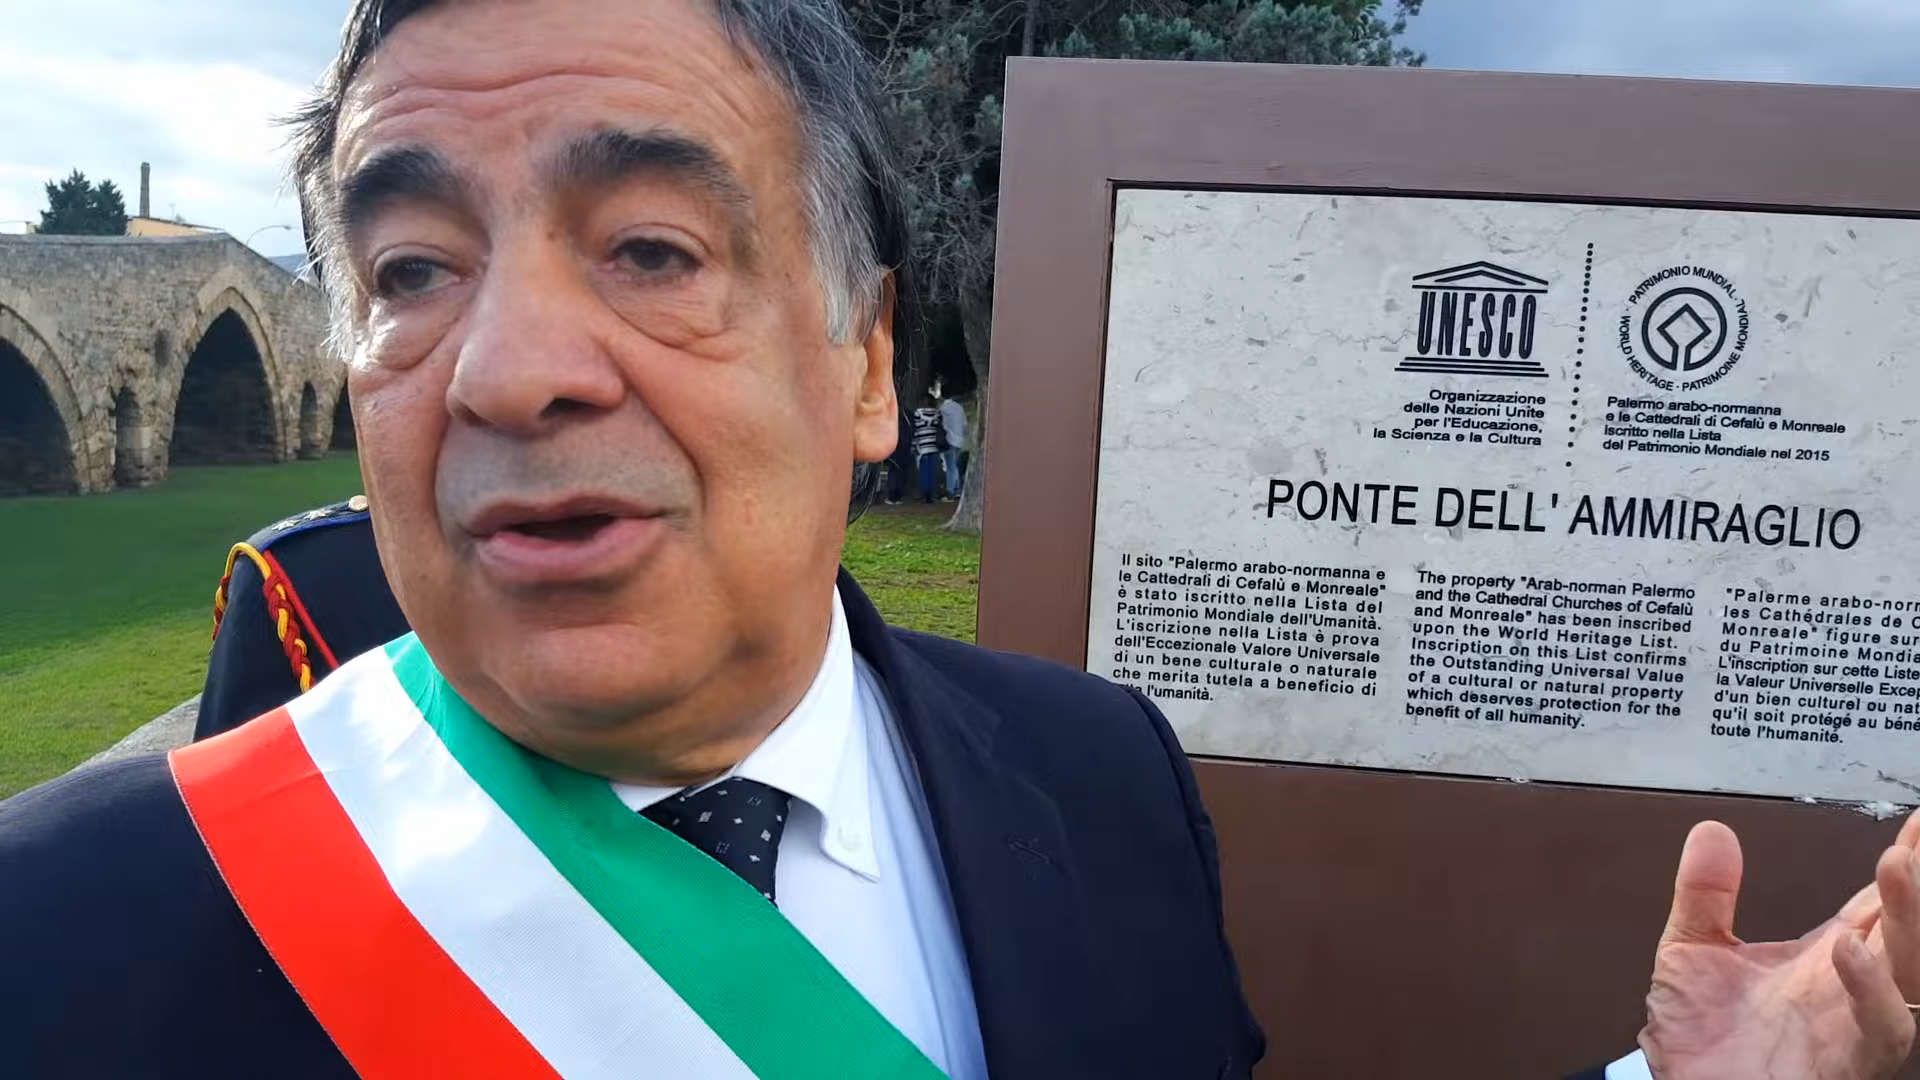 UNESCO
Organizzazione
delle Nazioni Unite
per l'Educazione,
la Scienza e la Cultura
PATRIMONIO MUNDIAL · WORLD HERITAGE · PATRIMOINE MONDIAL ·
Palermo arabo-normanna
e le Cattedrali di Cefalù e Monreale
Iscritto nella Lista
del Patrimonio Mondiale nel 2015
PONTE DELL' AMMIRAGLIO
Il sito "Palermo arabo-normanna e
le Cattedrali di Cefalù e Monreale"
è stato iscritto nella Lista del
Patrimonio Mondiale dell'Umanità.
L'iscrizione nella Lista è prova
dell'Eccezionale Valore Universale
di un bene culturale o naturale
che merita tutela a beneficio di
l'umanità.
The property "Arab-norman Palermo
and the Cathedral Churches of Cefalù
and Monreale" has been inscribed
upon the World Heritage List.
Inscription on this List confirms
the Outstanding Universal Value
of a cultural or natural property
which deserves protection for the
benefit of all humanity.
"Palerme arabo-nor
les Cathédrales de C
Monreale" figure sur
du Patrimoine Mondia
L'inscription sur cette Liste
la Valeur Universelle Excep
d'un bien culturel ou nat
qu'il soit protégé au béné
toute l'humanité.